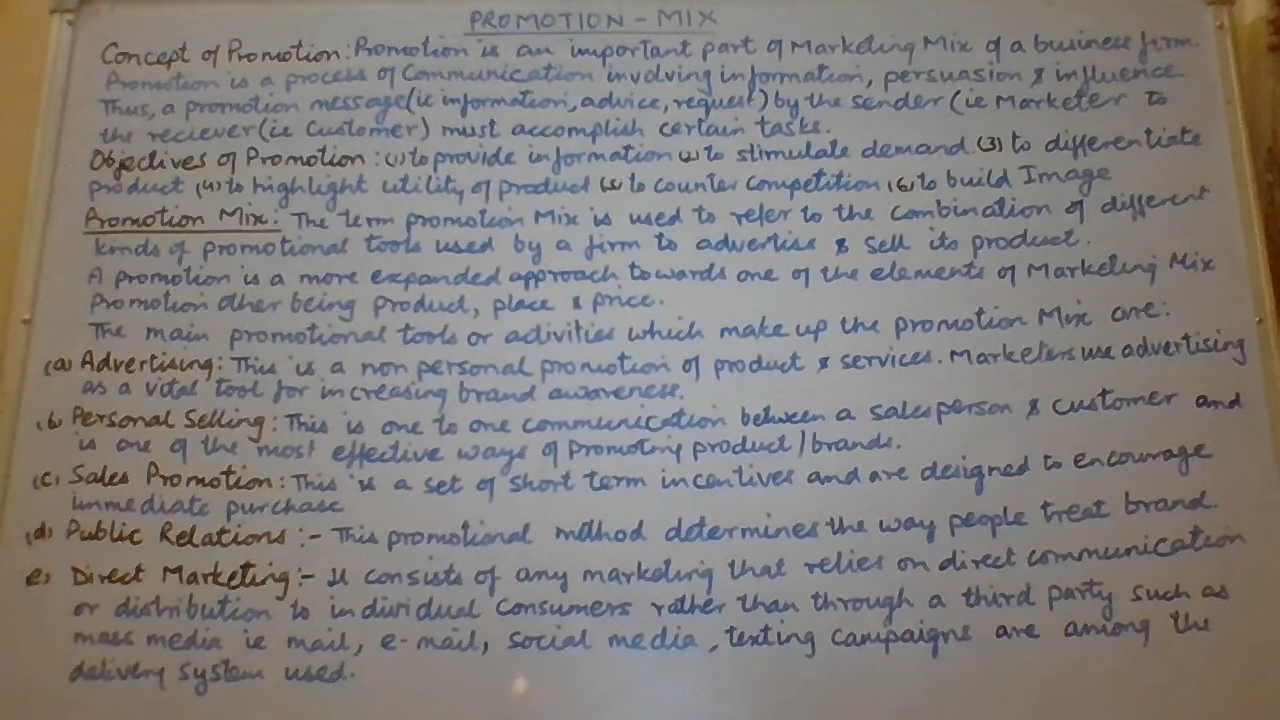 PROMOTION - MIX
Concept of Promotion: Promotion is an important part of Marketing Mix of a business firm.
Promotion is a process of Communication involving information, persuasion & influence
Thus, a promotion message (ie information, advice, request) by the sender (ie Marketer to
the reciever (ie Customer) must accomplish certain tasks.
Objectives of Promotion: (1) to provide information (2) to stimulate demand (3) to differentiate
product (4) to highlight utility of product (5) to counter competition (6) to build Image
Promotion Mix: The term promotion Mix is used to refer to the combination of different
kinds of promotional tools used by a firm to advertise & sell its product.
A promotion is a more expanded approach towards one of the elements of Marketing Mix
Promotion other being product, place & price.
The main promotional tools or activities which make up the promotion Mix are:
(a) Advertising: This is a non personal promotion of product & services. Marketers use advertising
as a vital tool for increasing brand awareness.
(b) Personal Selling: This is one to one communication between a salesperson & customer and
is one of the most effective ways of promoting product / brands.
(c) Sales Promotion: This is a set of short term incentives and are designed to encourage
immediate purchase
(d) Public Relations :- This promotional method determines the way people treat brand.
e) Direct Marketing :- It consists of any marketing that relies on direct communication
or distribution to individual consumers rather than through a third party such as
mass media ie mail, e-mail, social media, texting campaigns are among the
delivery system used.